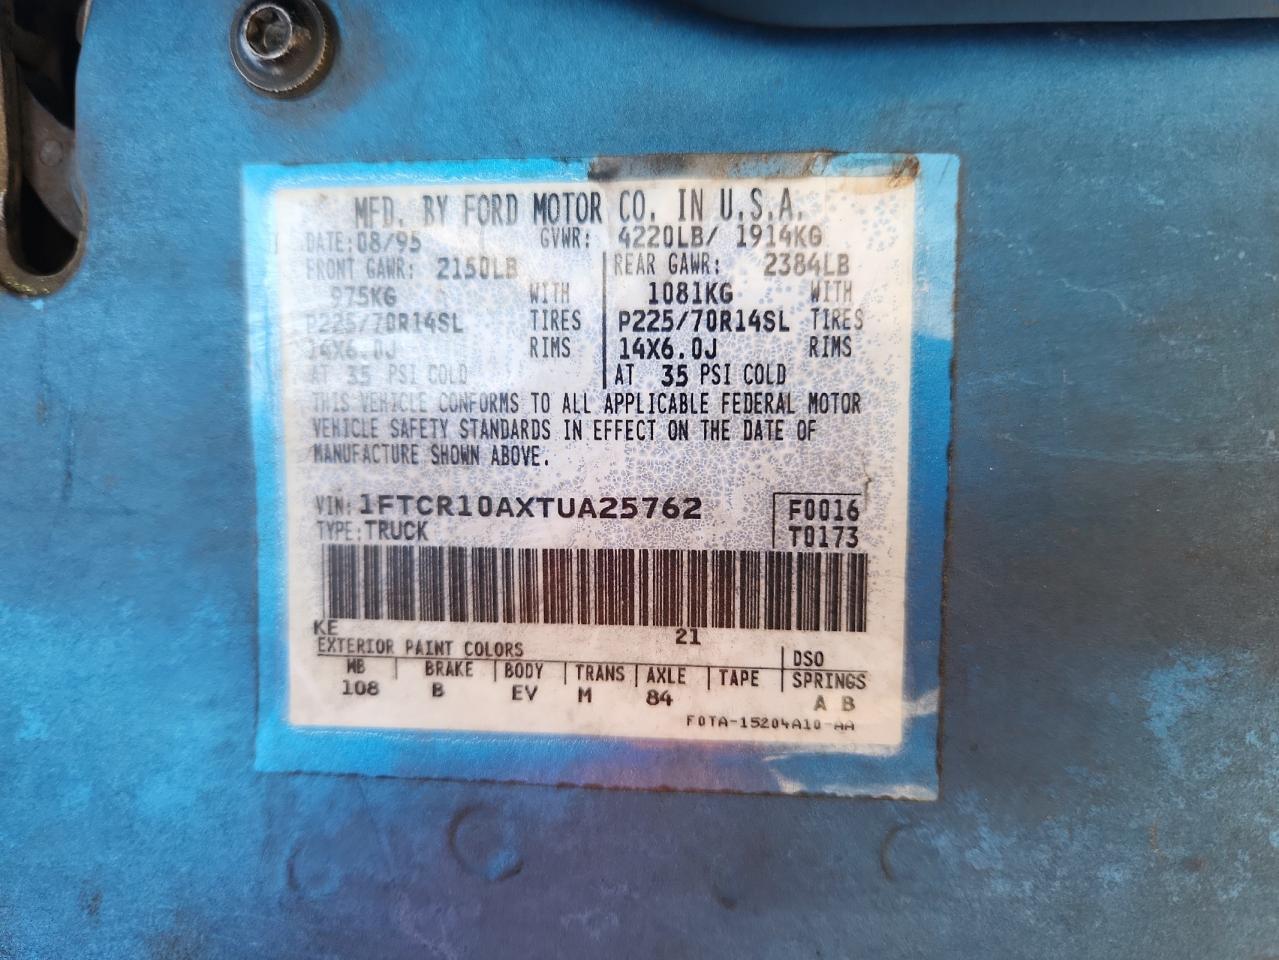 MFD. BY FORD MOTOR CO. IN U.S.A.
DATE: 08/95 GVWR: 4220LB/ 1914KG
FRONT GAWR: 2150LB REAR GAWR: 2384LB
975KG WITH 1081KG WITH
P225/70R14SL TIRES P225/70R14SL TIRES
14X6.0J RIMS 14X6.0J RIMS
AT 35 PSI COLD AT 35 PSI COLD
THIS VEHICLE CONFORMS TO ALL APPLICABLE FEDERAL MOTOR
VEHICLE SAFETY STANDARDS IN EFFECT ON THE DATE OF
MANUFACTURE SHOWN ABOVE.
VIN: 1FTCR10AXTUA25762 F0016
TYPE: TRUCK T0173
KE 21
EXTERIOR PAINT COLORS DSO
WB BRAKE BODY TRANS AXLE TAPE SPRINGS
108 B EV M 84 A B
F0TA-15204A10-AA